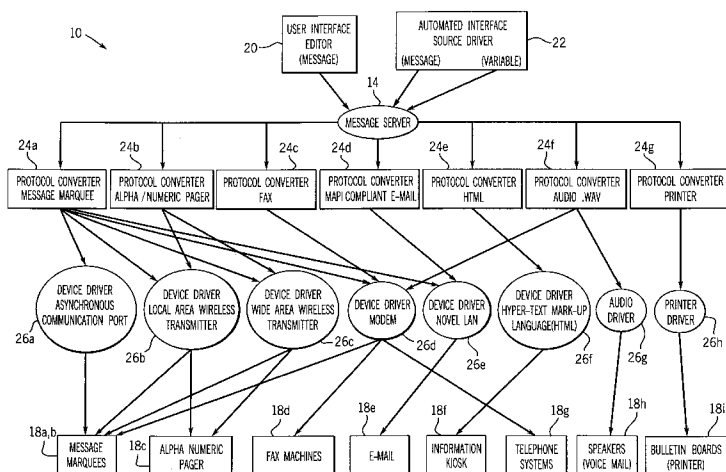 10
20
USER INTERFACE
EDITOR
(MESSAGE)
AUTOMATED INTERFACE
SOURCE DRIVER
(MESSAGE) (VARIABLE)
22
14
MESSAGE SERVER
24a
24b
24c
24d
24e
24f
24g
PROTOCOL CONVERTER
MESSAGE MARQUEE
PROTOCOL CONVERTER
ALPHA/NUMERIC PAGER
PROTOCOL CONVERTER
FAX
PROTOCOL CONVERTER
MAPI COMPLIANT E-MAIL
PROTOCOL CONVERTER
HTML
PROTOCOL CONVERTER
AUDIO .WAV
PROTOCOL CONVERTER
PRINTER
DEVICE DRIVER
ASYNCHRONOUS
COMMUNICATION PORT
26a
DEVICE DRIVER
LOCAL AREA WIRELESS
TRANSMITTER
26b
DEVICE DRIVER
WIDE AREA WIRELESS
TRANSMITTER
26c
DEVICE DRIVER
MODEM
26d
DEVICE DRIVER
NOVEL LAN
26e
DEVICE DRIVER
HYPER-TEXT MARK-UP
LANGUAGE(HTML)
26f
AUDIO
DRIVER
26g
PRINTER
DRIVER
26h
18a,b
MESSAGE
MARQUEES
18c
ALPHA NUMERIC
PAGER
18d
FAX MACHINES
18e
E-MAIL
18f
INFORMATION
KIOSK
18g
TELEPHONE
SYSTEMS
18h
SPEAKERS
(VOICE MAIL)
18i
BULLETIN BOARDS
(PRINTER)